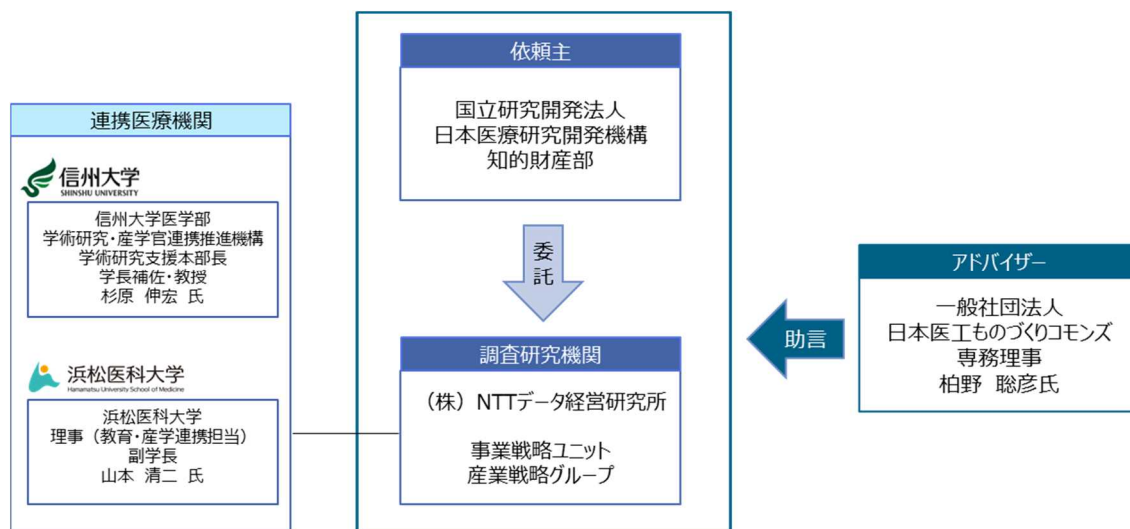 連携医療機関
信州大学
SHINSHU UNIVERSITY
信州大学医学部
学術研究・産学官連携推進機構
学術研究支援本部長
学長補佐・教授
杉原 伸宏 氏
浜松医科大学
Hamamatsu University School of Medicine
浜松医科大学
理事（教育・産学連携担当）
副学長
山本 清二 氏
依頼主
国立研究開発法人
日本医療研究開発機構
知的財産部
委託
調査研究機関
（株）NTTデータ経営研究所
事業戦略ユニット
産業戦略グループ
助言
アドバイザー
一般社団法人
日本医工ものづくりコモンズ
専務理事
柏野 聡彦氏